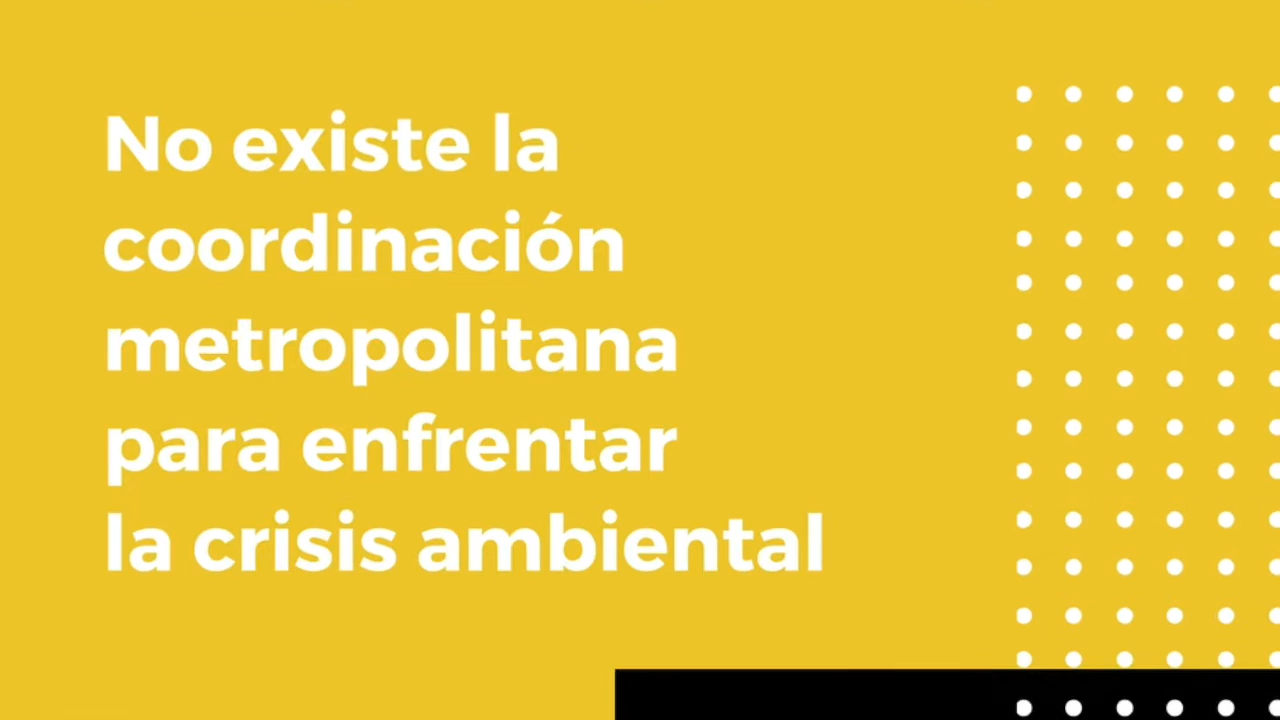 No existe la
coordinación
metropolitana
para enfrentar
la crisis ambiental